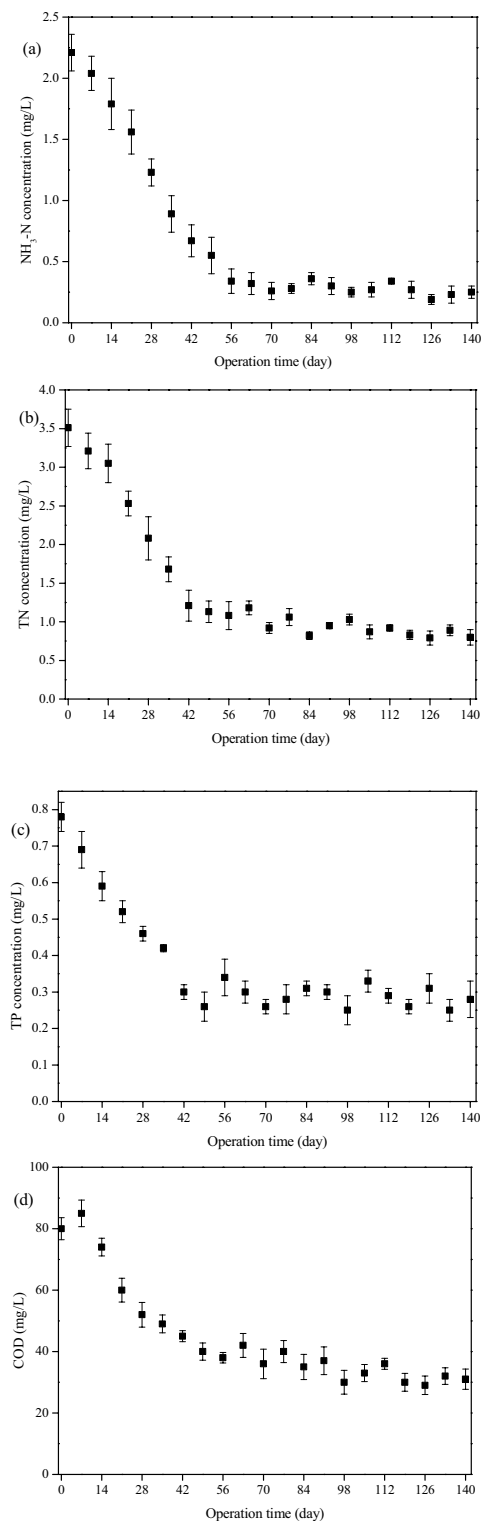 (a)
NH3-N concentration (mg/L)
2.5
2.0
1.5
1.0
0.5
0.0
0 14 28 42 56 70 84 98 112 126 140
Operation time (day)
(b)
TN concentration (mg/L)
4.0
3.5
3.0
2.5
2.0
1.5
1.0
0.5
0.0
0 14 28 42 56 70 84 98 112 126 140
Operation time (day)
(c)
TP concentration (mg/L)
0.8
0.7
0.6
0.5
0.4
0.3
0.2
0.1
0.0
0 14 28 42 56 70 84 98 112 126 140
Operation time (day)
(d)
COD (mg/L)
100
80
60
40
20
0
0 14 28 42 56 70 84 98 112 126 140
Operation time (day)